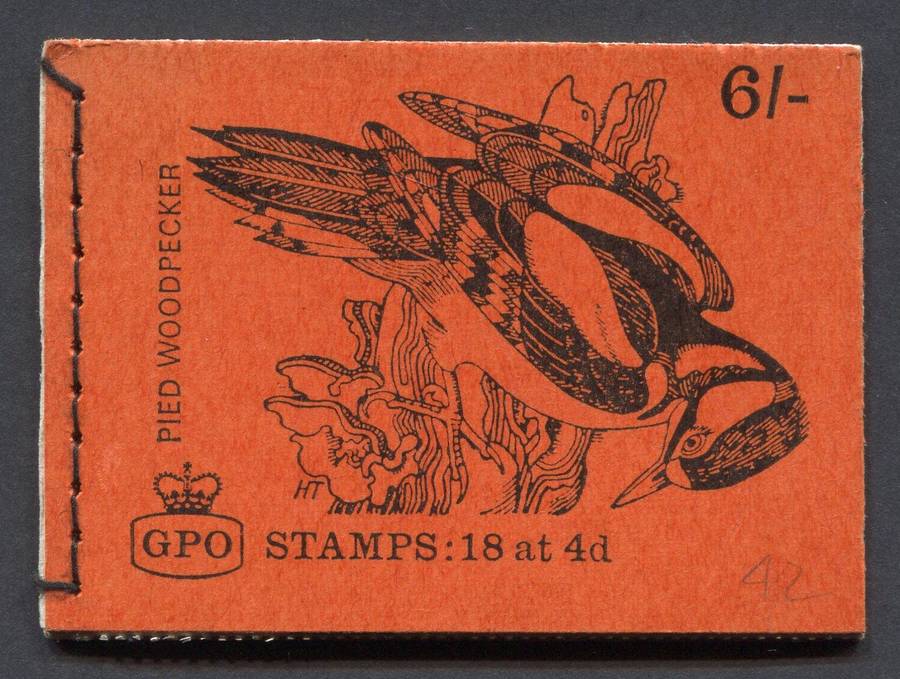 6/-
PIED WOODPECKER
HT
GPO
STAMPS: 18 at 4d
42